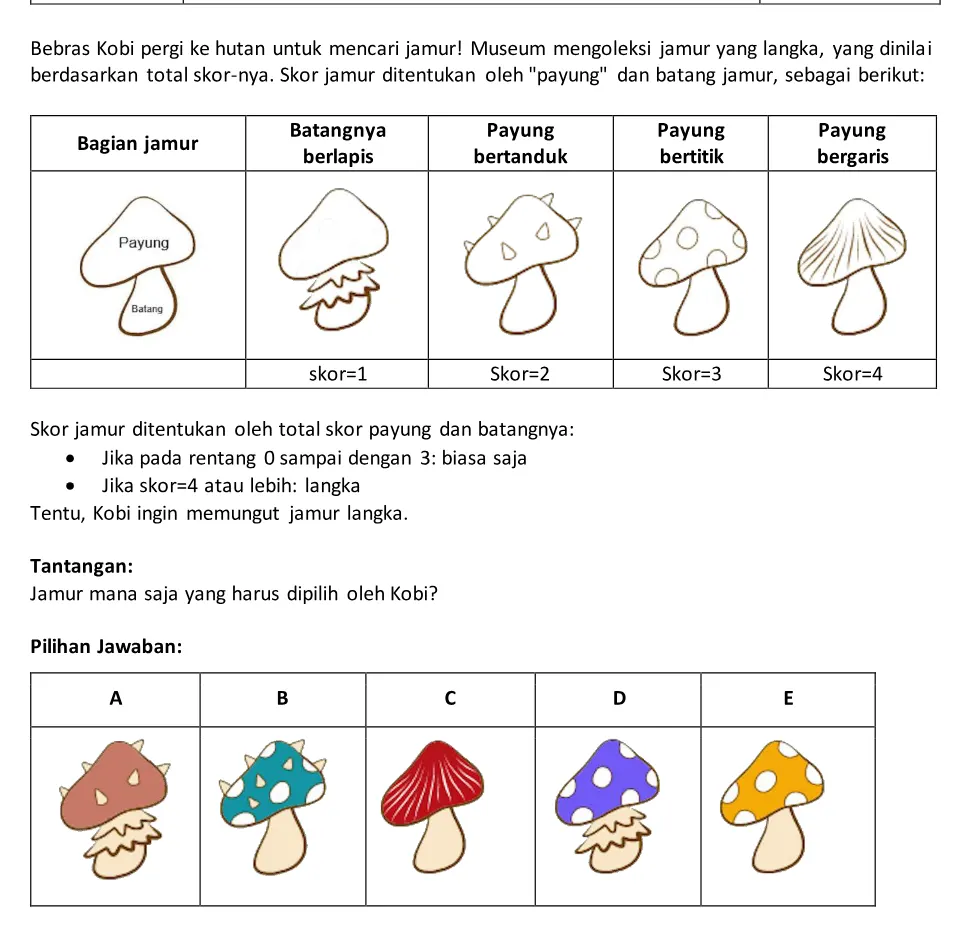 Bebras Kobi pergi ke hutan untuk mencari jamur! Museum mengoleksi jamur yang langka, yang dinilai
berdasarkan total skor-nya. Skor jamur ditentukan oleh "payung" dan batang jamur, sebagai berikut:
Bagian jamur
Batangnya berlapis
Payung bertanduk
Payung bertitik
Payung bergaris
Payung
Batang
skor=1
Skor=2
Skor=3
Skor=4
Skor jamur ditentukan oleh total skor payung dan batangnya:
• Jika pada rentang 0 sampai dengan 3: biasa saja
• Jika skor=4 atau lebih: langka
Tentu, Kobi ingin memungut jamur langka.
Tantangan:
Jamur mana saja yang harus dipilih oleh Kobi?
Pilihan Jawaban:
A B C D E